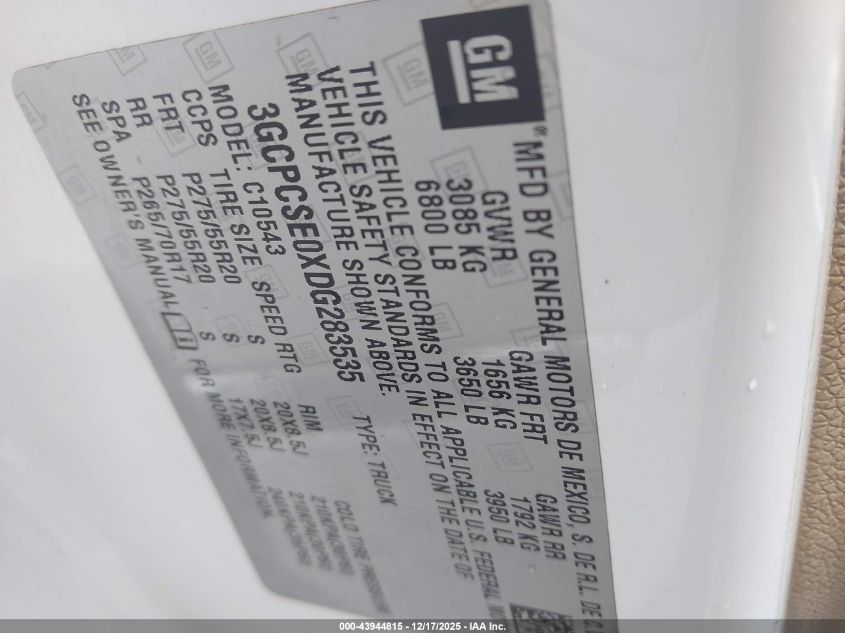 GM
®MFD BY GENERAL MOTORS DE MEXICO, S. DE R.L. DE C.
GVWR GAWR FRT GAWR RR
3085 KG 1656 KG 1792 KG
6800 LB 3650 LB 3950 LB
THIS VEHICLE CONFORMS TO ALL APPLICABLE U.S. FEDERAL
VEHICLE SAFETY STANDARDS IN EFFECT ON THE DATE OF
MANUFACTURE SHOWN ABOVE.
3GCPCSE0XDG283535 TYPE: TRUCK
MODEL: C10543
TIRE SIZE SPEED RTG RIM COLD TIRE PRESSURE
CCPS P275/55R20 S 20X8.5J 210KPA(30PSI)
FRT P275/55R20 S 20X8.5J 210KPA(30PSI)
RR
SPA P265/70R17 S 17X7.5J
SEE OWNER'S MANUAL FOR MORE INFORMATION.
000-43944815 - 12/17/2025 - IAA Inc.